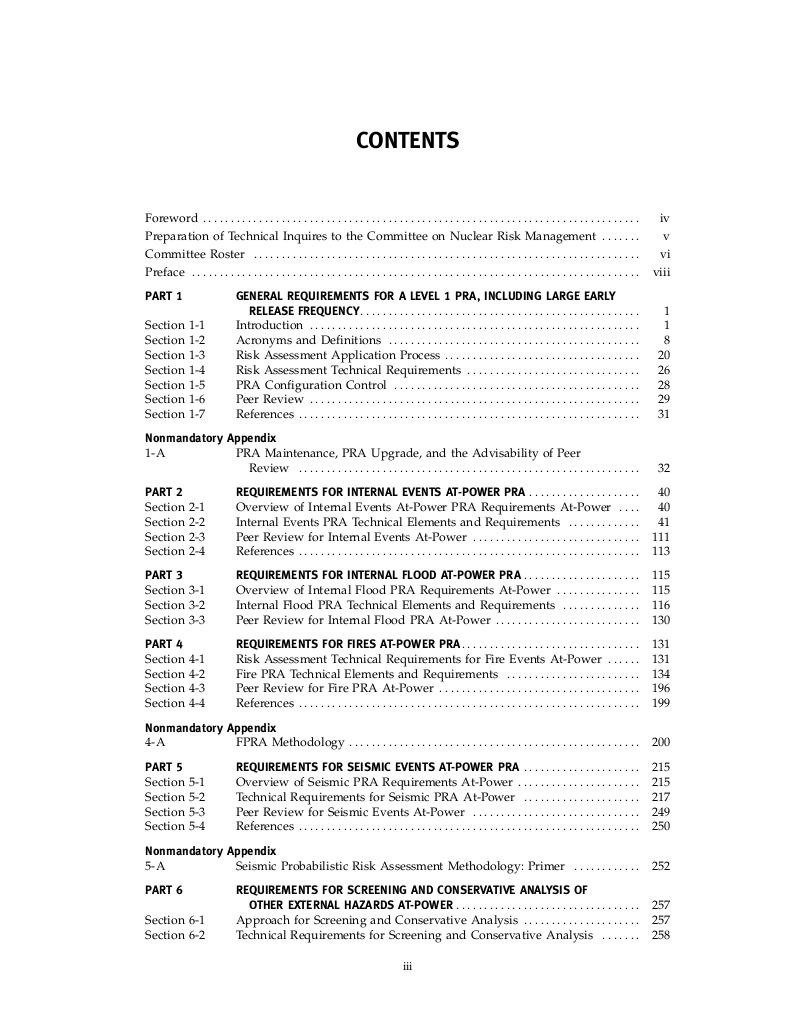 CONTENTS
Foreword ........ iv
Preparation of Technical Inquires to the Committee on Nuclear Risk Management ....... v
Committee Roster ........ vi
Preface ........ viii
PART 1 GENERAL REQUIREMENTS FOR A LEVEL 1 PRA, INCLUDING LARGE EARLY
RELEASE FREQUENCY........ 1
Section 1-1 Introduction ........ 1
Section 1-2 Acronyms and Definitions ........ 8
Section 1-3 Risk Assessment Application Process ........ 20
Section 1-4 Risk Assessment Technical Requirements ........ 26
Section 1-5 PRA Configuration Control ........ 28
Section 1-6 Peer Review ........ 29
Section 1-7 References ........ 31
Nonmandatory Appendix
1-A PRA Maintenance, PRA Upgrade, and the Advisability of Peer
Review ........ 32
PART 2 REQUIREMENTS FOR INTERNAL EVENTS AT-POWER PRA ........ 40
Section 2-1 Overview of Internal Events At-Power PRA Requirements At-Power .... 40
Section 2-2 Internal Events PRA Technical Elements and Requirements ........ 41
Section 2-3 Peer Review for Internal Events At-Power ........ 111
Section 2-4 References ........ 113
PART 3 REQUIREMENTS FOR INTERNAL FLOOD AT-POWER PRA ........ 115
Section 3-1 Overview of Internal Flood PRA Requirements At-Power ........ 115
Section 3-2 Internal Flood PRA Technical Elements and Requirements ........ 116
Section 3-3 Peer Review for Internal Flood PRA At-Power ........ 130
PART 4 REQUIREMENTS FOR FIRES AT-POWER PRA ........ 131
Section 4-1 Risk Assessment Technical Requirements for Fire Events At-Power ...... 131
Section 4-2 Fire PRA Technical Elements and Requirements ........ 134
Section 4-3 Peer Review for Fire PRA At-Power ........ 196
Section 4-4 References ........ 199
Nonmandatory Appendix
4-A FPRA Methodology ........ 200
PART 5 REQUIREMENTS FOR SEISMIC EVENTS AT-POWER PRA ........ 215
Section 5-1 Overview of Seismic PRA Requirements At-Power ........ 215
Section 5-2 Technical Requirements for Seismic PRA At-Power ........ 217
Section 5-3 Peer Review for Seismic Events At-Power ........ 249
Section 5-4 References ........ 250
Nonmandatory Appendix
5-A Seismic Probabilistic Risk Assessment Methodology: Primer ........ 252
PART 6 REQUIREMENTS FOR SCREENING AND CONSERVATIVE ANALYSIS OF
OTHER EXTERNAL HAZARDS AT-POWER ........ 257
Section 6-1 Approach for Screening and Conservative Analysis ........ 257
Section 6-2 Technical Requirements for Screening and Conservative Analysis ....... 258
iii